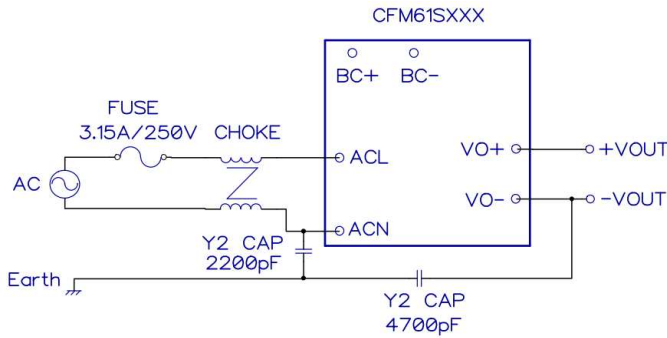 CFM61SXXX
BC+ BC-
FUSE
3.15A/250V CHOKE
ACL
VO+ +VOUT
AC
VO- -VOUT
ACN
Y2 CAP
2200pF
Earth
Y2 CAP
4700pF